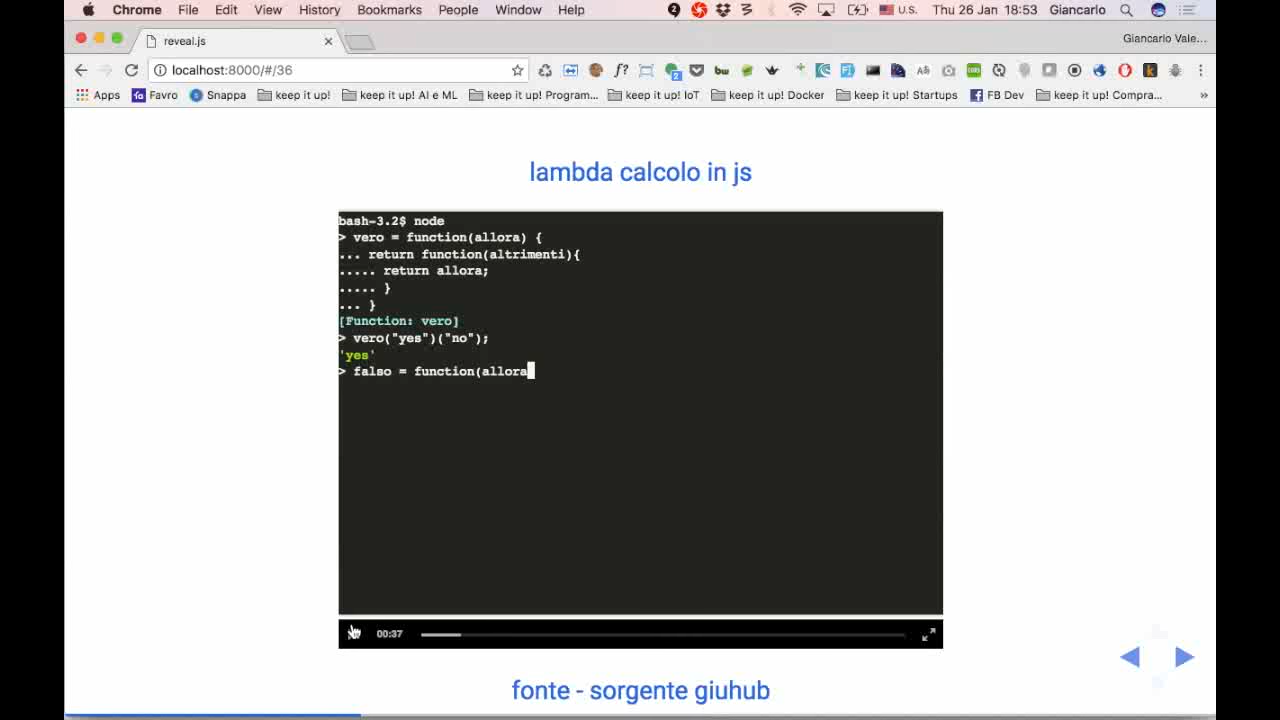 Chrome File Edit View History Bookmarks People Window Help U.S. Thu 26 Jan 18:53 Giancarlo
reveal.js Giancarlo Vale...
localhost:8000/#/36
Apps Favro Snappa keep it up! keep it up! AI e ML keep it up! Program... keep it up! IoT keep it up! Docker keep it up! Startups FB Dev keep it up! Compra... »
lambda calcolo in js
bash-3.2$ node
> vero = function(allora) {
... return function(altrimenti){
..... return allora;
..... }
... }
[Function: vero]
> vero("yes")("no");
'yes'
> falso = function(allora
00:37
fonte - sorgente giuhub